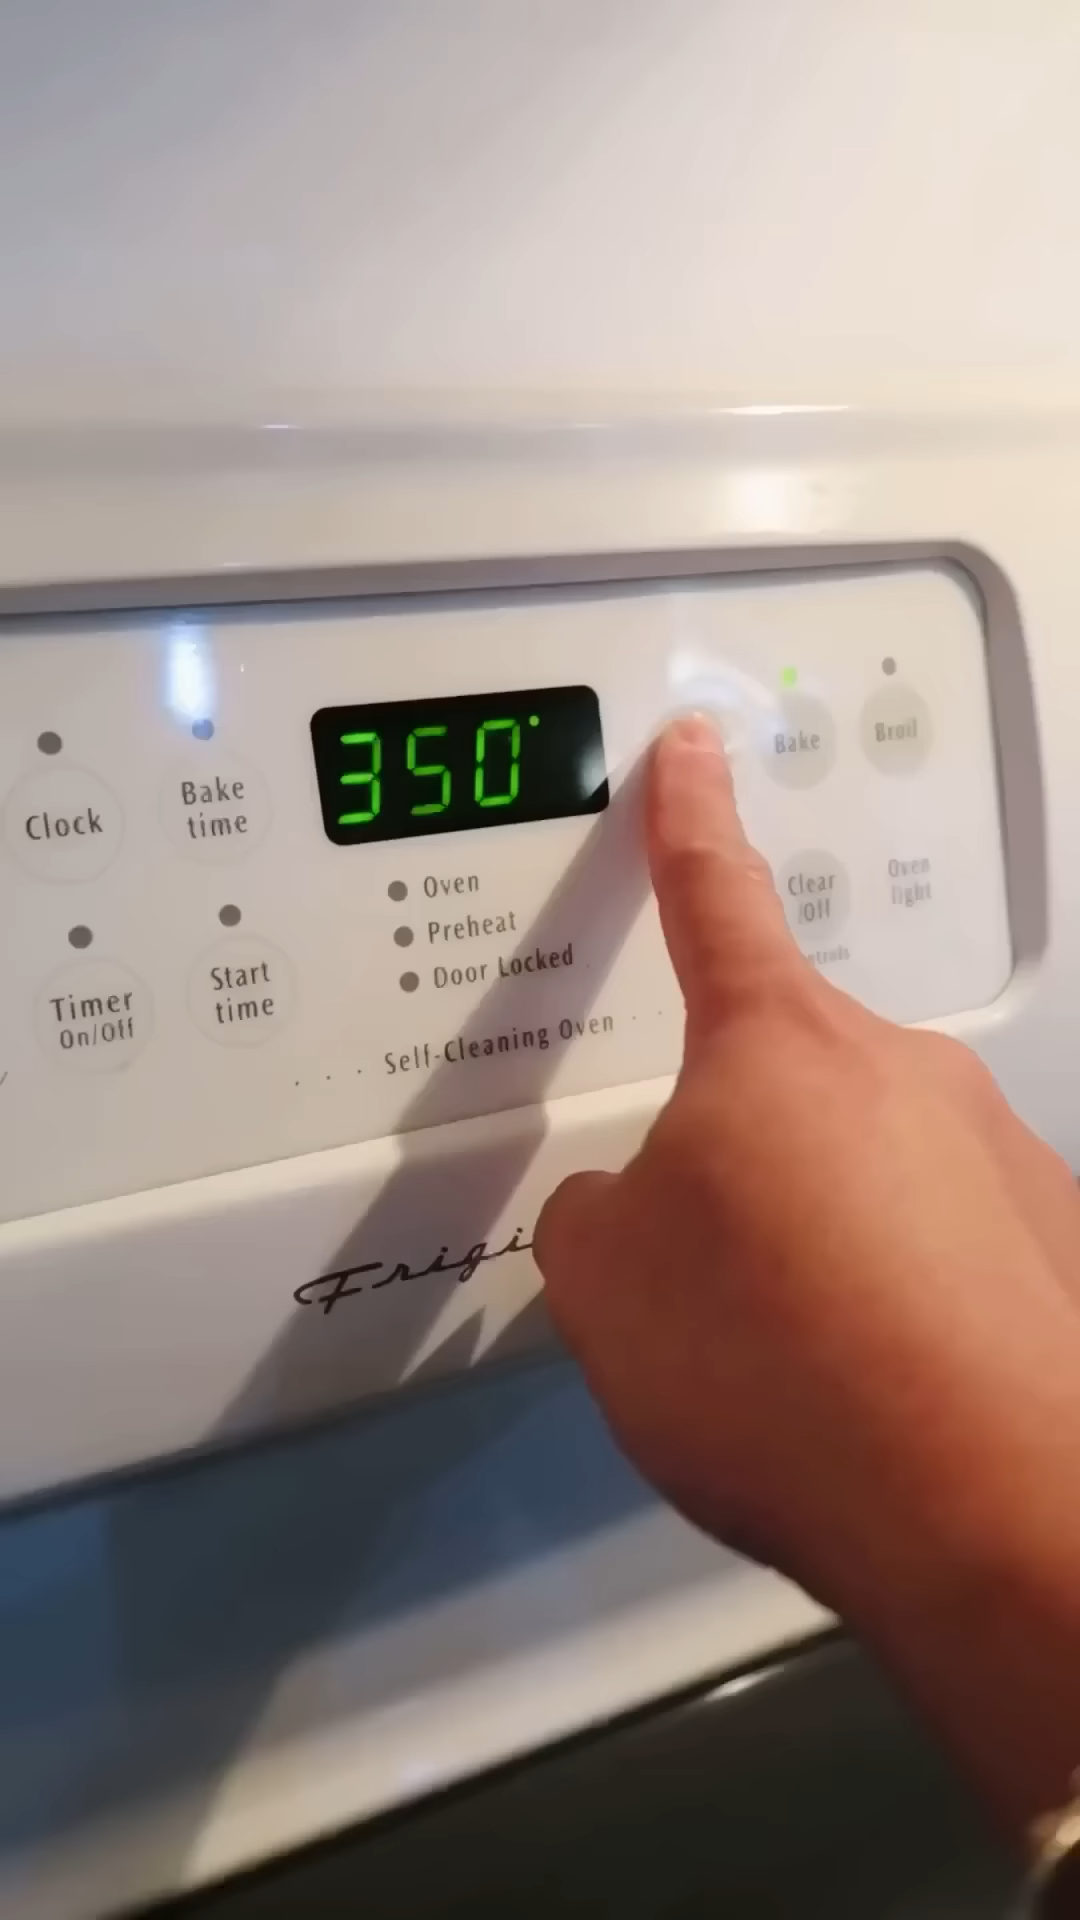 350°
Clock
Bake
time
Bake
Broil
Oven
Preheat
Door Locked
Timer
On/Off
Start
time
Clear
/Off
Oven
light
Self-Cleaning Oven